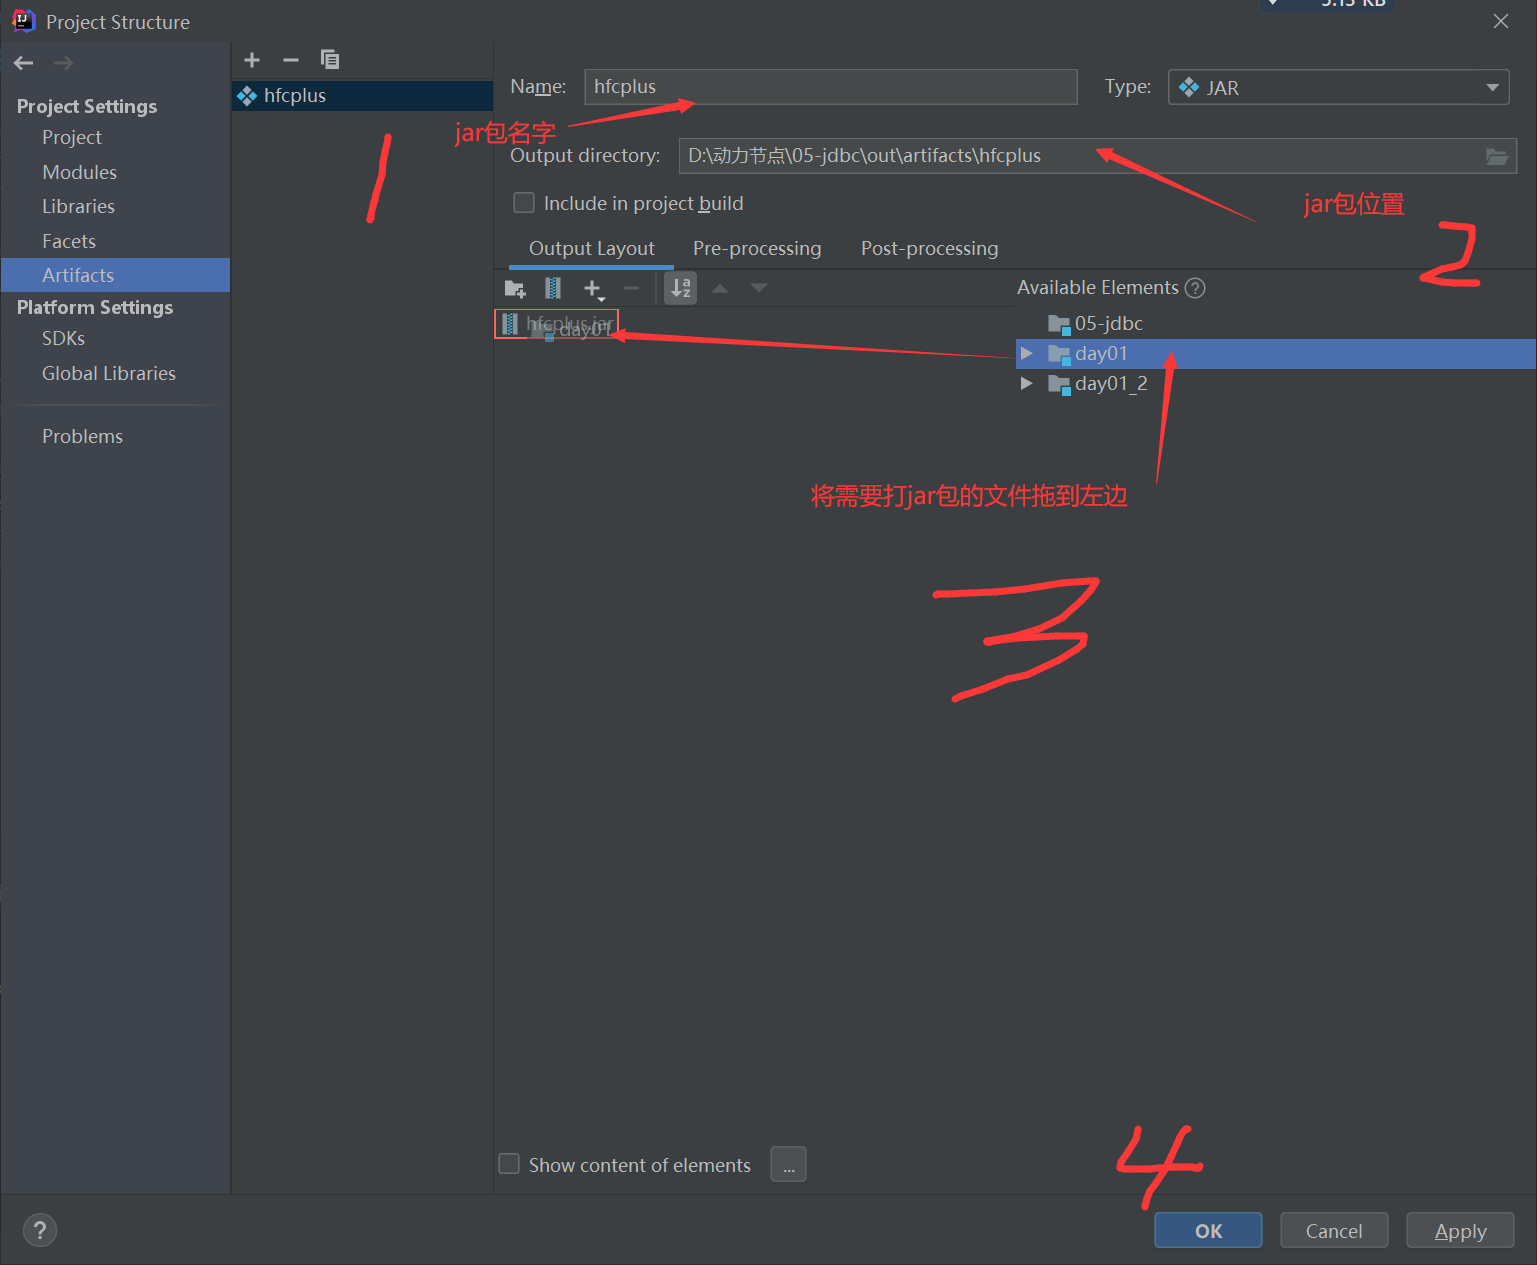 Project Structure
Project Settings
Project
Modules
Libraries
Facets
Artifacts
Platform Settings
SDKs
Global Libraries
Problems
hfcplus
1
Name:
hfcplus
Type:
JAR
jar包名字
Output directory:
D:\动力节点\05-jdbc\out\artifacts\hfcplus
Include in project build
jar包位置
2
Output Layout
Pre-processing
Post-processing
Available Elements
hfcplus.jar
day01
05-jdbc
day01
day01_2
将需要打jar包的文件拖到左边
3
Show content of elements
...
4
?
OK
Cancel
Apply